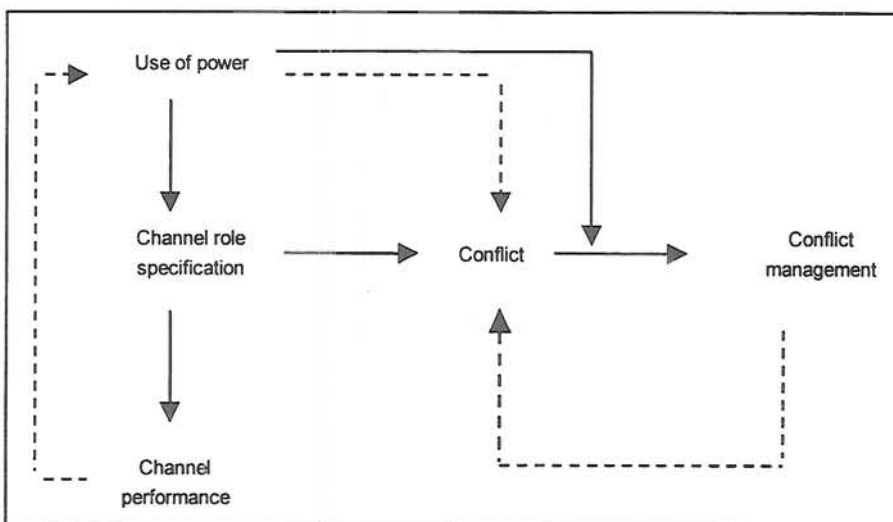 Use of power
Channel role
specification
Conflict
Conflict
management
Channel
performance